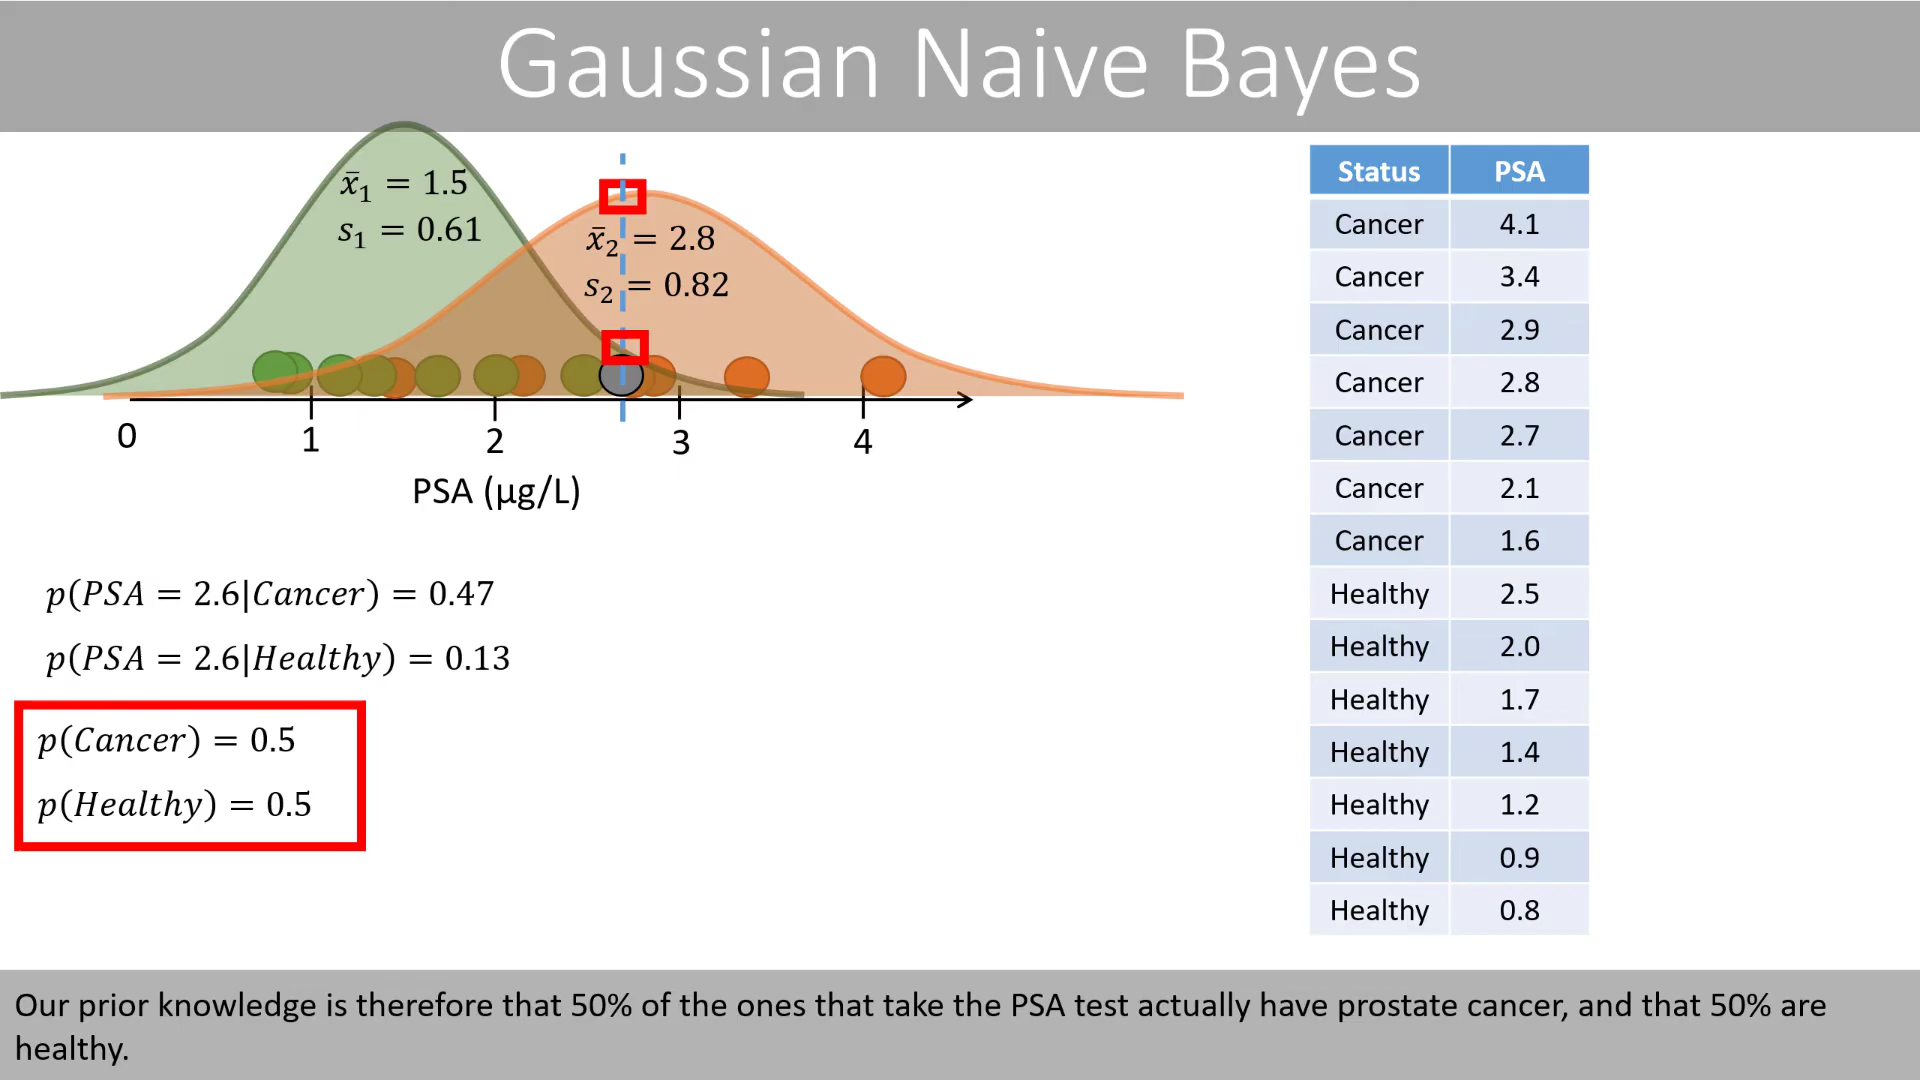 Gaussian Naive Bayes
x̄₁ = 1.5
s₁ = 0.61
x̄₂ = 2.8
s₂ = 0.82
0 1 2 3 4
PSA (µg/L)
p(PSA = 2.6|Cancer) = 0.47
p(PSA = 2.6|Healthy) = 0.13
p(Cancer) = 0.5
p(Healthy) = 0.5
Status PSA
Cancer 4.1
Cancer 3.4
Cancer 2.9
Cancer 2.8
Cancer 2.7
Cancer 2.1
Cancer 1.6
Healthy 2.5
Healthy 2.0
Healthy 1.7
Healthy 1.4
Healthy 1.2
Healthy 0.9
Healthy 0.8
Our prior knowledge is therefore that 50% of the ones that take the PSA test actually have prostate cancer, and that 50% are
healthy.